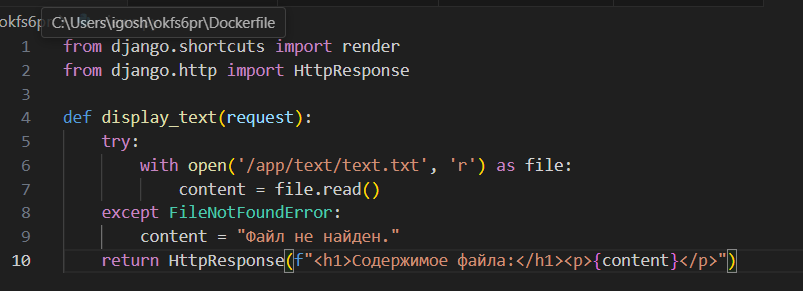 okfs6pr
C:\Users\igosh\okfs6pr\Dockerfile
1 from django.shortcuts import render
2 from django.http import HttpResponse
3
4 def display_text(request):
5     try:
6         with open('/app/text/text.txt', 'r') as file:
7             content = file.read()
8     except FileNotFoundError:
9         content = "Файл не найден."
10     return HttpResponse(f"<h1>Содержимое файла:</h1><p>{content}</p>")